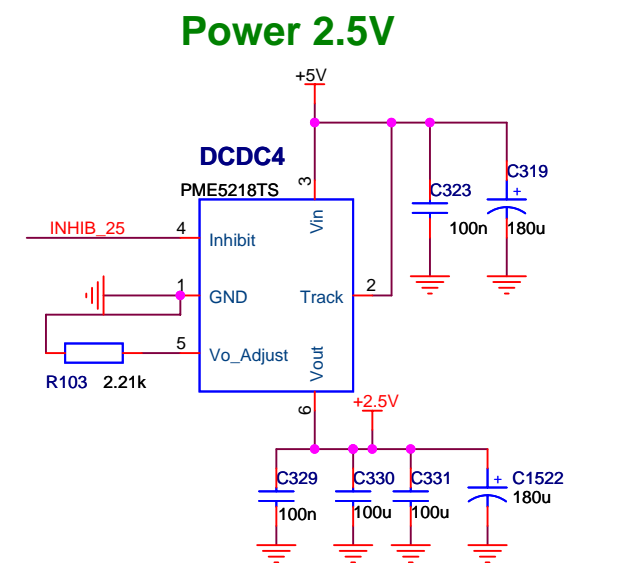 Power 2.5V
+5V
DCDC4
PME5218TS
3
Vin
C323
100n
C319
+
180u
INHIB_25
4
Inhibit
1
GND
Track
2
5
Vo_Adjust
Vout
R103 2.21k
6
+2.5V
C329
100n
C330
100u
C331
100u
+
C1522
180u